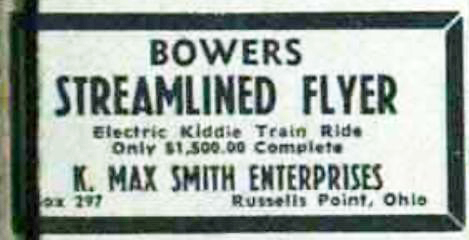 BOWERS
STREAMLINED FLYER
Electric Kiddie Train Ride
Only $1,500.00 Complete
K. MAX SMITH ENTERPRISES
ox 297 Russells Point, Ohio